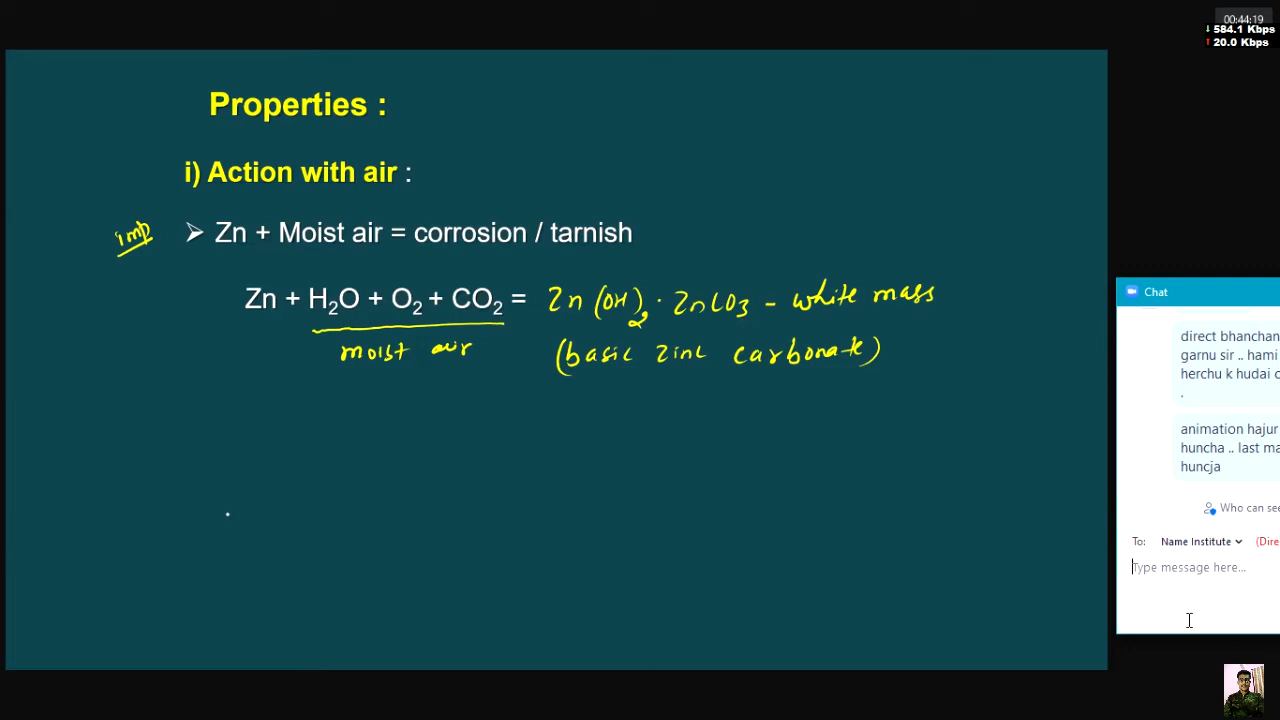 00:44:19
↓ 584.1 Kbps
↑ 20.0 Kbps
Properties :
i) Action with air :
imp
➢ Zn + Moist air = corrosion / tarnish
Zn + H₂O + O₂ + CO₂ = Zn(OH)₂ · ZnCO₃ - white mass
moist air (basic zinc carbonate)
Chat
direct bhanchan
garnu sir .. hami
herchu k hudai c
.
animation hajur
huncha .. last ma
huncja
Who can see
To: Name Institute (Dire
Type message here...